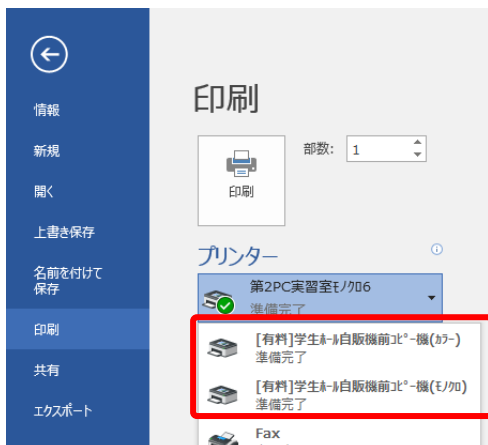 情報
新規
開く
上書き保存
名前を付けて
保存
印刷
共有
エクスポート
印刷
印刷
部数: 1
プリンター
第2PC実習室ﾓﾉｸﾛ6
準備完了
[有料]学生ﾎｰﾙ自販機前ｺﾋﾟｰ機(ｶﾗｰ)
準備完了
[有料]学生ﾎｰﾙ自販機前ｺﾋﾟｰ機(ﾓﾉｸﾛ)
準備完了
Fax